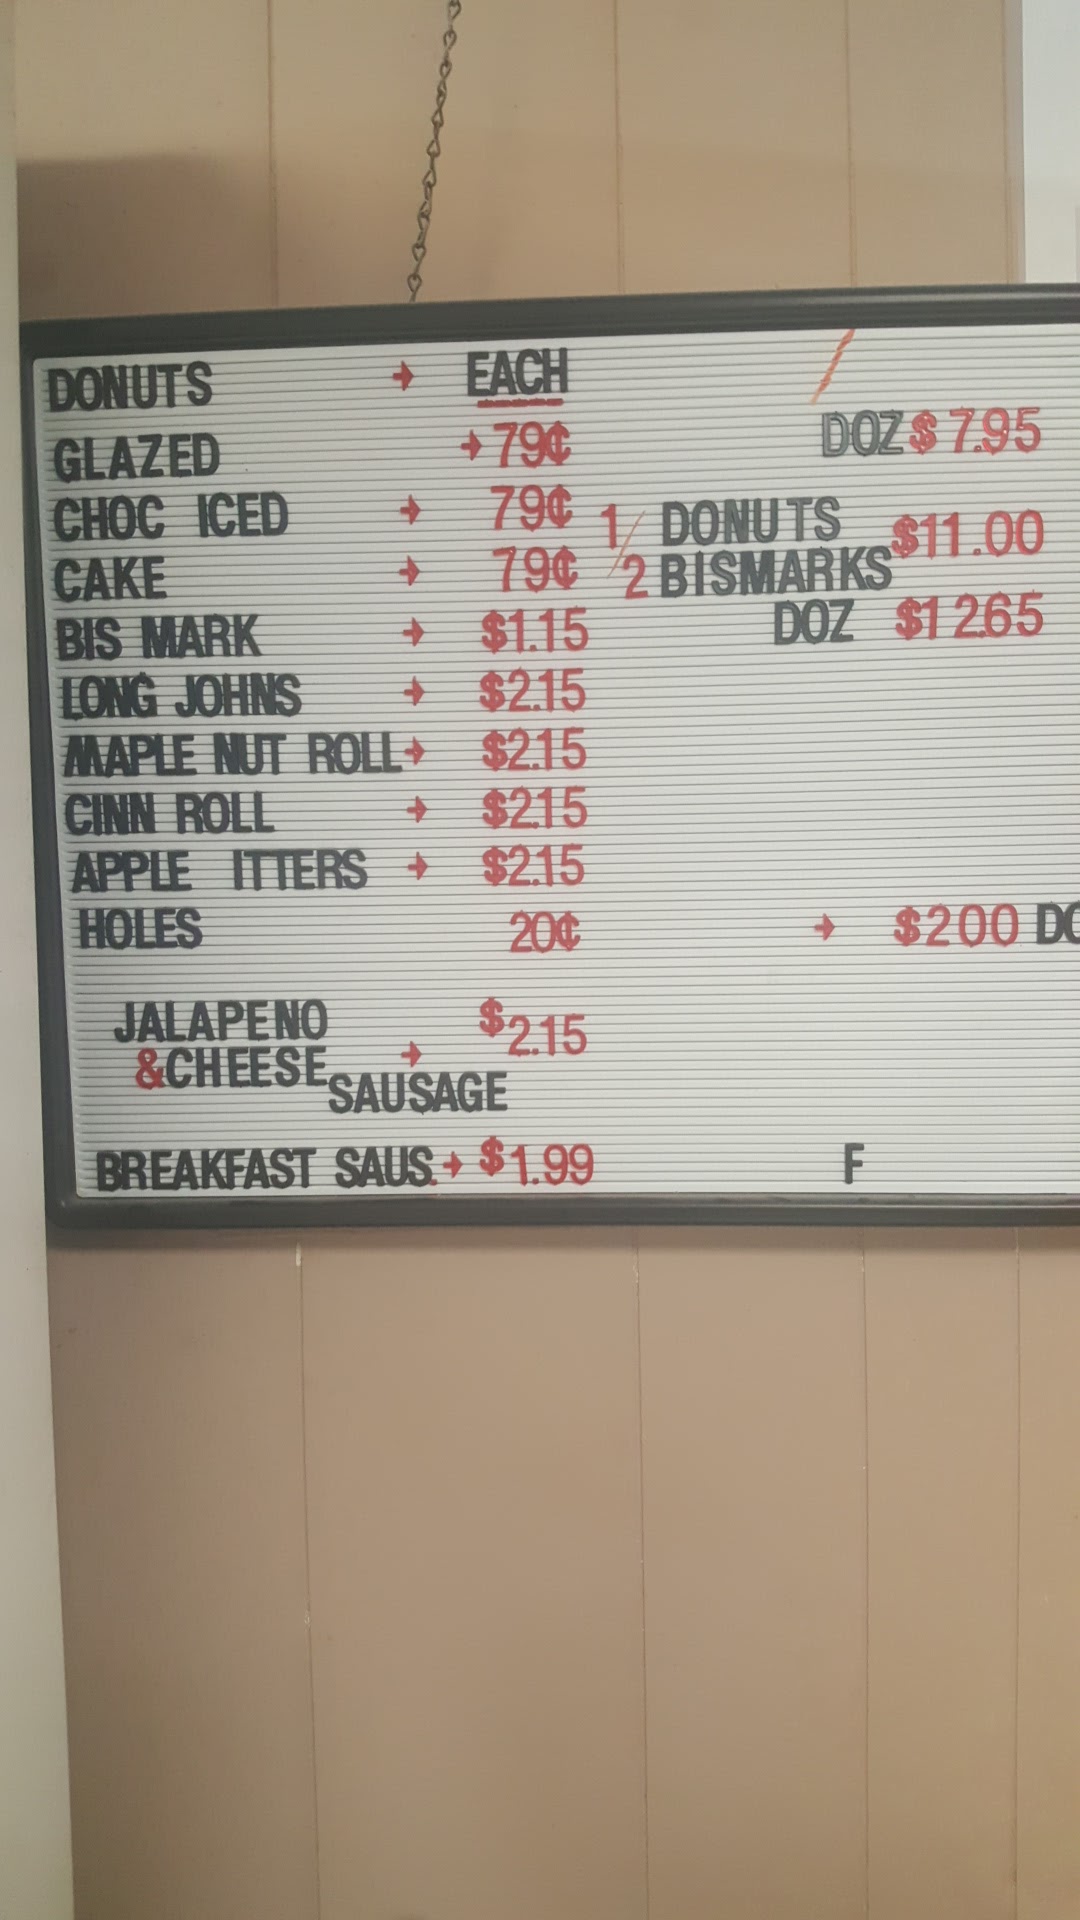 DONUTS → EACH
GLAZED → 79¢ DOZ $7.95
CHOC ICED → 79¢ 1/2 DONUTS $11.00
CAKE → 79¢ BISMARKS
BIS MARK → $1.15 DOZ $12.65
LONG JOHNS → $2.15
MAPLE NUT ROLL → $2.15
CINN ROLL → $2.15
APPLE ITTERS → $2.15
HOLES 20¢ → $200 DO
JALAPENO $2.15
&CHEESE →
SAUSAGE
BREAKFAST SAUS. → $1.99 F